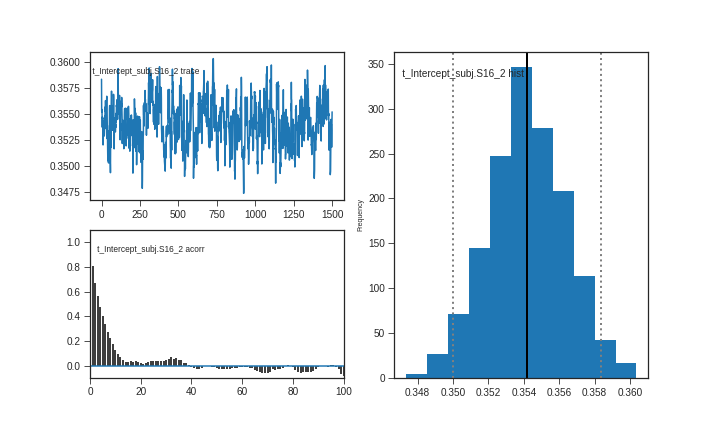 t_Intercept_subj.S16_2 trace
0.3600
0.3575
0.3550
0.3525
0.3500
0.3475
0 250 500 750 1000 1250 1500
t_Intercept_subj.S16_2 acorr
1.0
0.8
0.6
0.4
0.2
0.0
0 20 40 60 80 100
t_Intercept_subj.S16_2 hist
Frequency
350
300
250
200
150
100
50
0
0.348 0.350 0.352 0.354 0.356 0.358 0.360